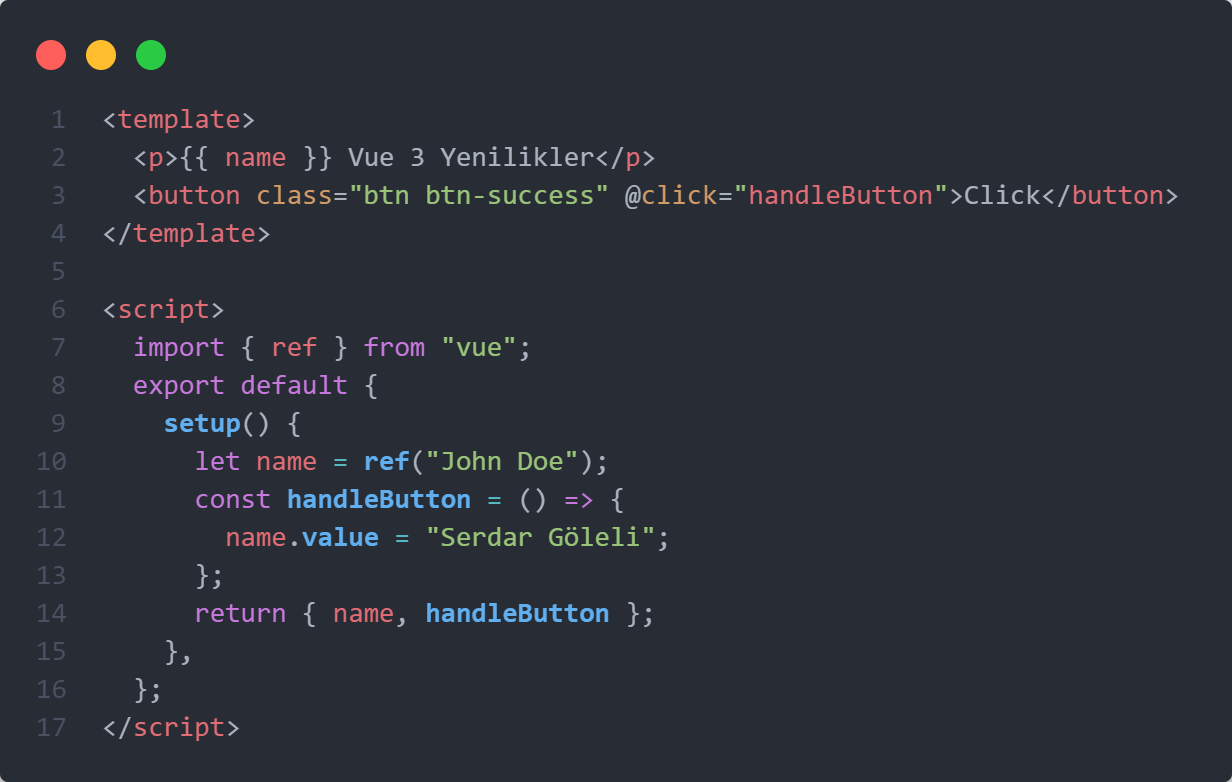 1 <template>
2   <p>{{ name }} Vue 3 Yenilikler</p>
3   <button class="btn btn-success" @click="handleButton">Click</button>
4 </template>
5
6 <script>
7   import { ref } from "vue";
8   export default {
9     setup() {
10       let name = ref("John Doe");
11       const handleButton = () => {
12         name.value = "Serdar Göleli";
13       };
14       return { name, handleButton };
15     },
16   };
17 </script>